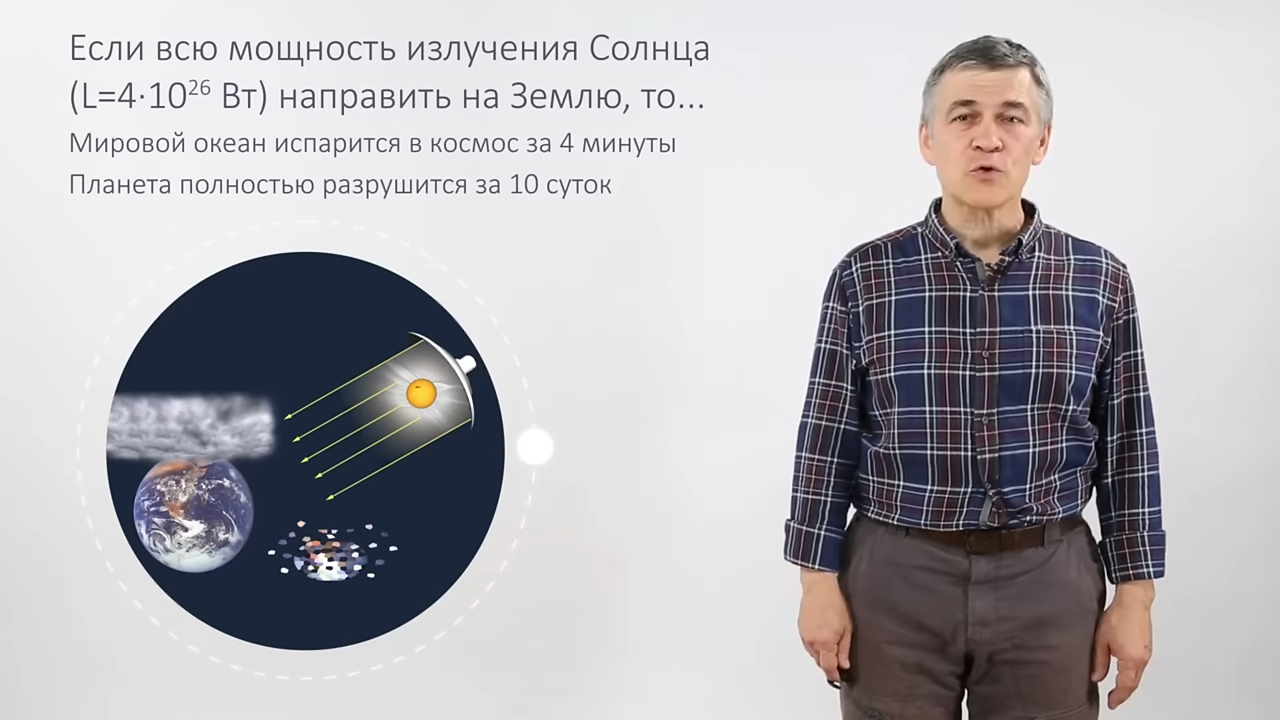 Если всю мощность излучения Солнца
(L=4·10²⁶ Вт) направить на Землю, то...
Мировой океан испарится в космос за 4 минуты
Планета полностью разрушится за 10 суток